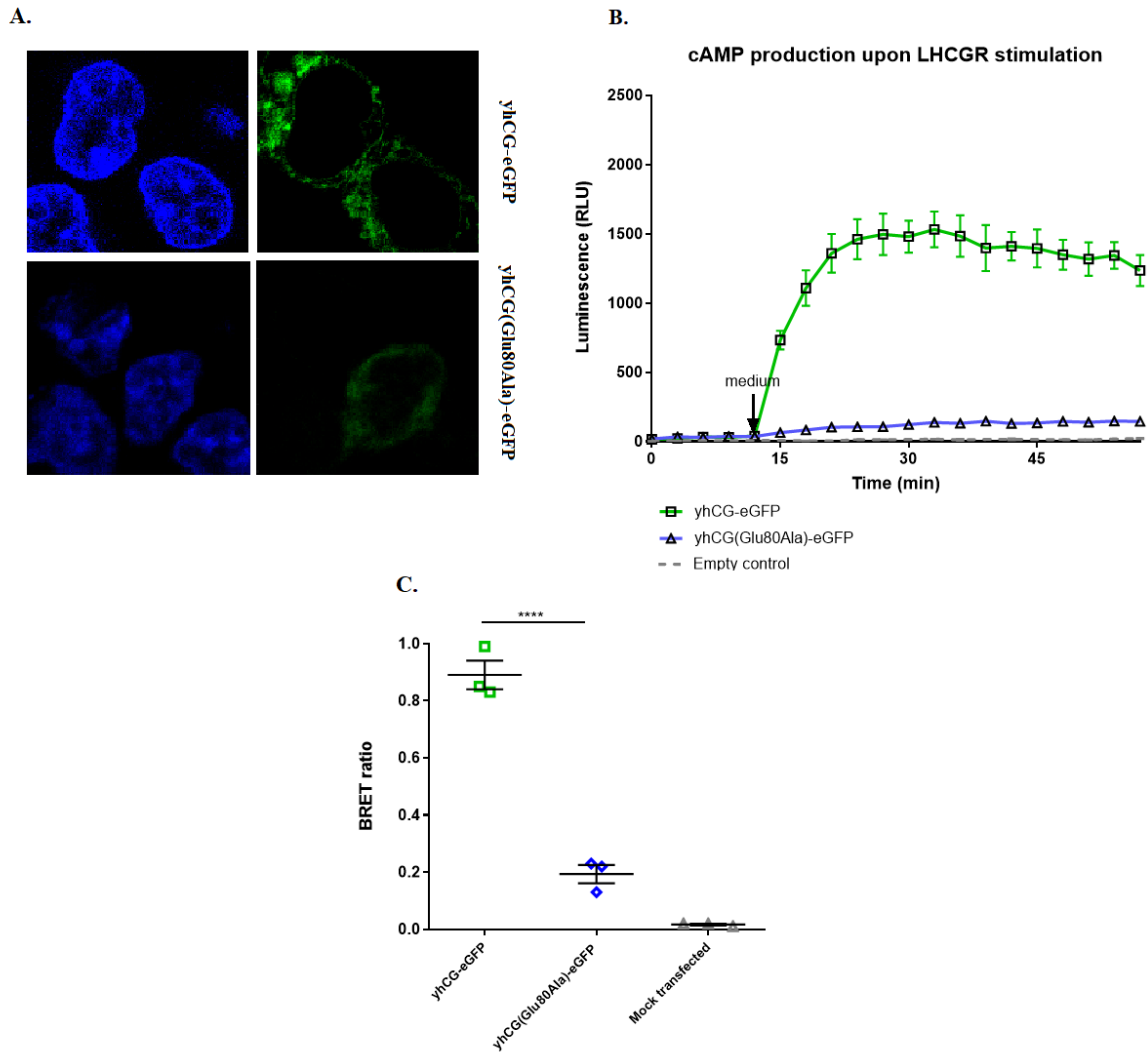 A.
yhCG-eGFP
yhCG(Glu80Ala)-eGFP
B.
cAMP production upon LHCGR stimulation
Luminescence (RLU)
2500
2000
1500
1000
500
0
medium
0
15
30
45
Time (min)
yhCG-eGFP
yhCG(Glu80Ala)-eGFP
Empty control
C.
****
BRET ratio
1.0
0.8
0.6
0.4
0.2
0.0
yhCG-eGFP
yhCG(Glu80Ala)-eGFP
Mock transfected